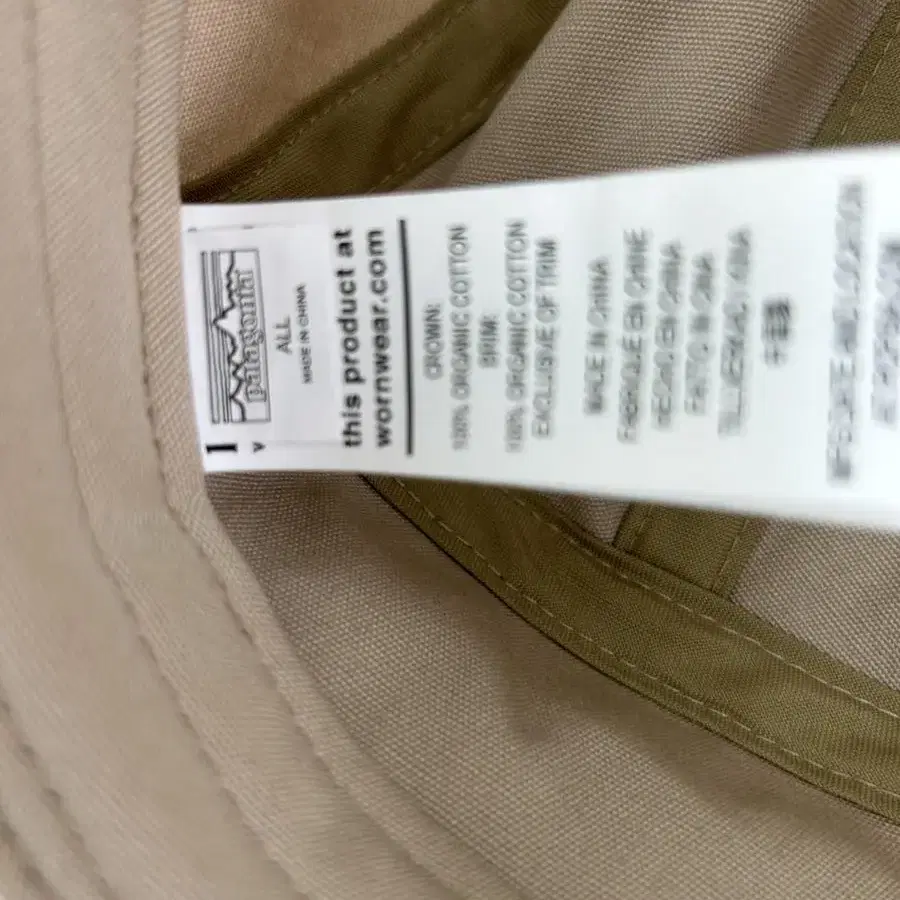 patagonia
ALL
MADE IN CHINA
this product at
wornwear.com
CROWN:
100% ORGANIC COTTON
BRIM:
100% ORGANIC COTTON
EXCLUSIVE OF TRIM
MADE IN CHINA
FABRIQUÉ EN CHINE
HECHO EN CHINA
FATTO IN CINA